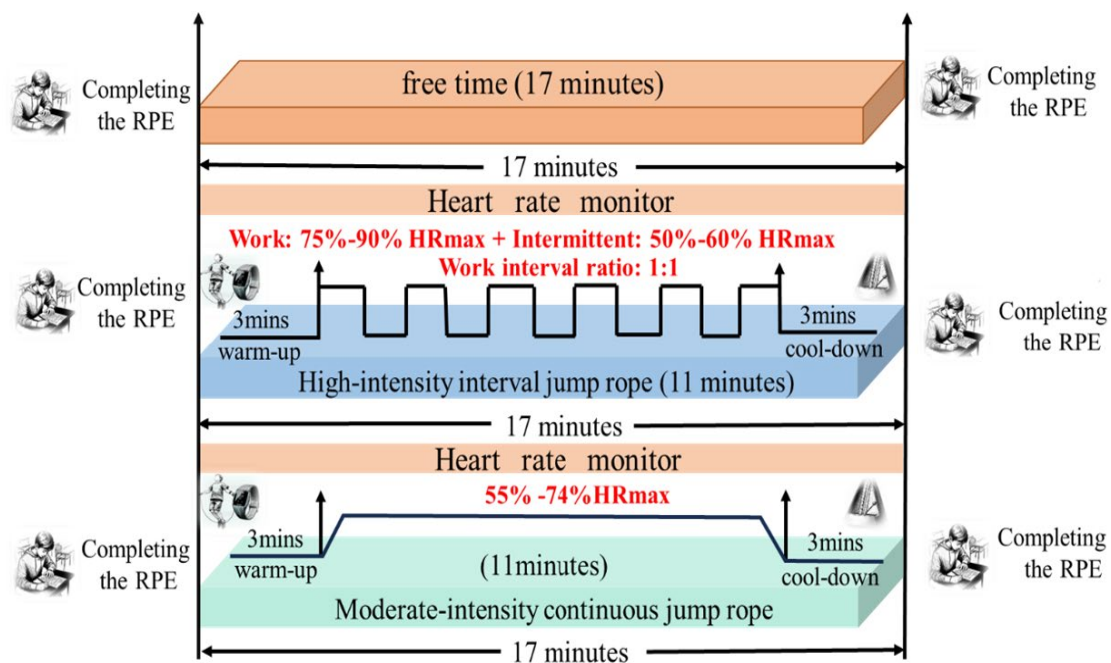 Completing
the RPE
free time (17 minutes)
Completing
the RPE
17 minutes
Heart rate monitor
Work: 75%-90% HRmax + Intermittent: 50%-60% HRmax
Work interval ratio: 1:1
Completing
the RPE
3mins
warm-up
3mins
cool-down
Completing
the RPE
High-intensity interval jump rope (11 minutes)
17 minutes
Heart rate monitor
55% -74%HRmax
Completing
the RPE
3mins
warm-up
(11minutes)
3mins
cool-down
Completing
the RPE
Moderate-intensity continuous jump rope
17 minutes